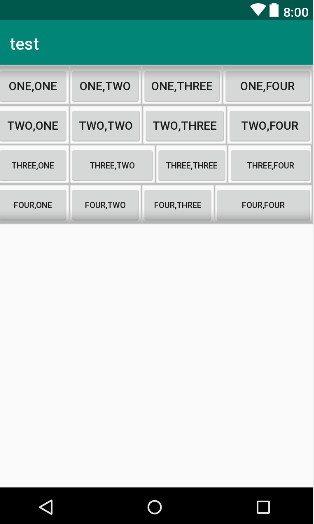 8:00
test
ONE,ONE ONE,TWO ONE,THREE ONE,FOUR
TWO,ONE TWO,TWO TWO,THREE TWO,FOUR
THREE,ONE THREE,TWO THREE,THREE THREE,FOUR
FOUR,ONE FOUR,TWO FOUR,THREE FOUR,FOUR